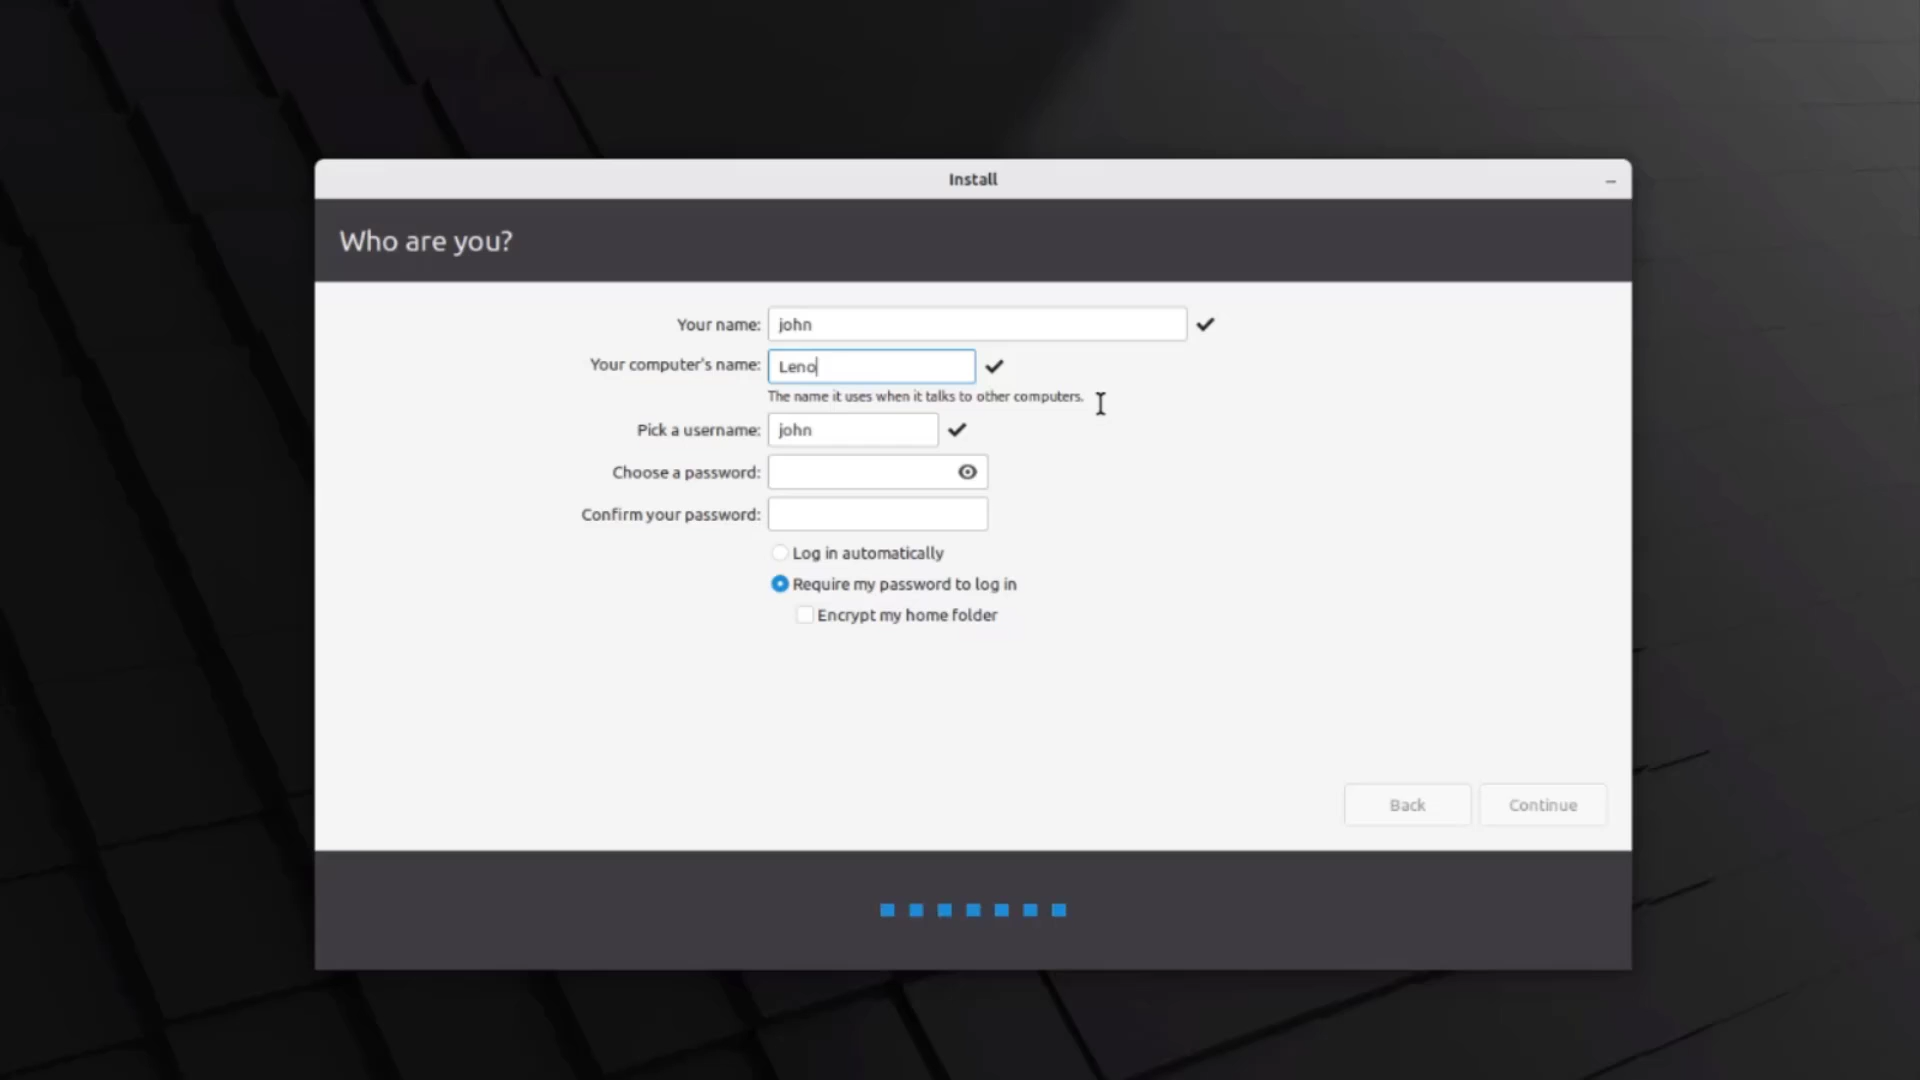 Install
Who are you?
Your name: john
Your computer's name: Leno
The name it uses when it talks to other computers.
Pick a username: john
Choose a password:
Confirm your password:
Log in automatically
Require my password to log in
Encrypt my home folder
Back Continue